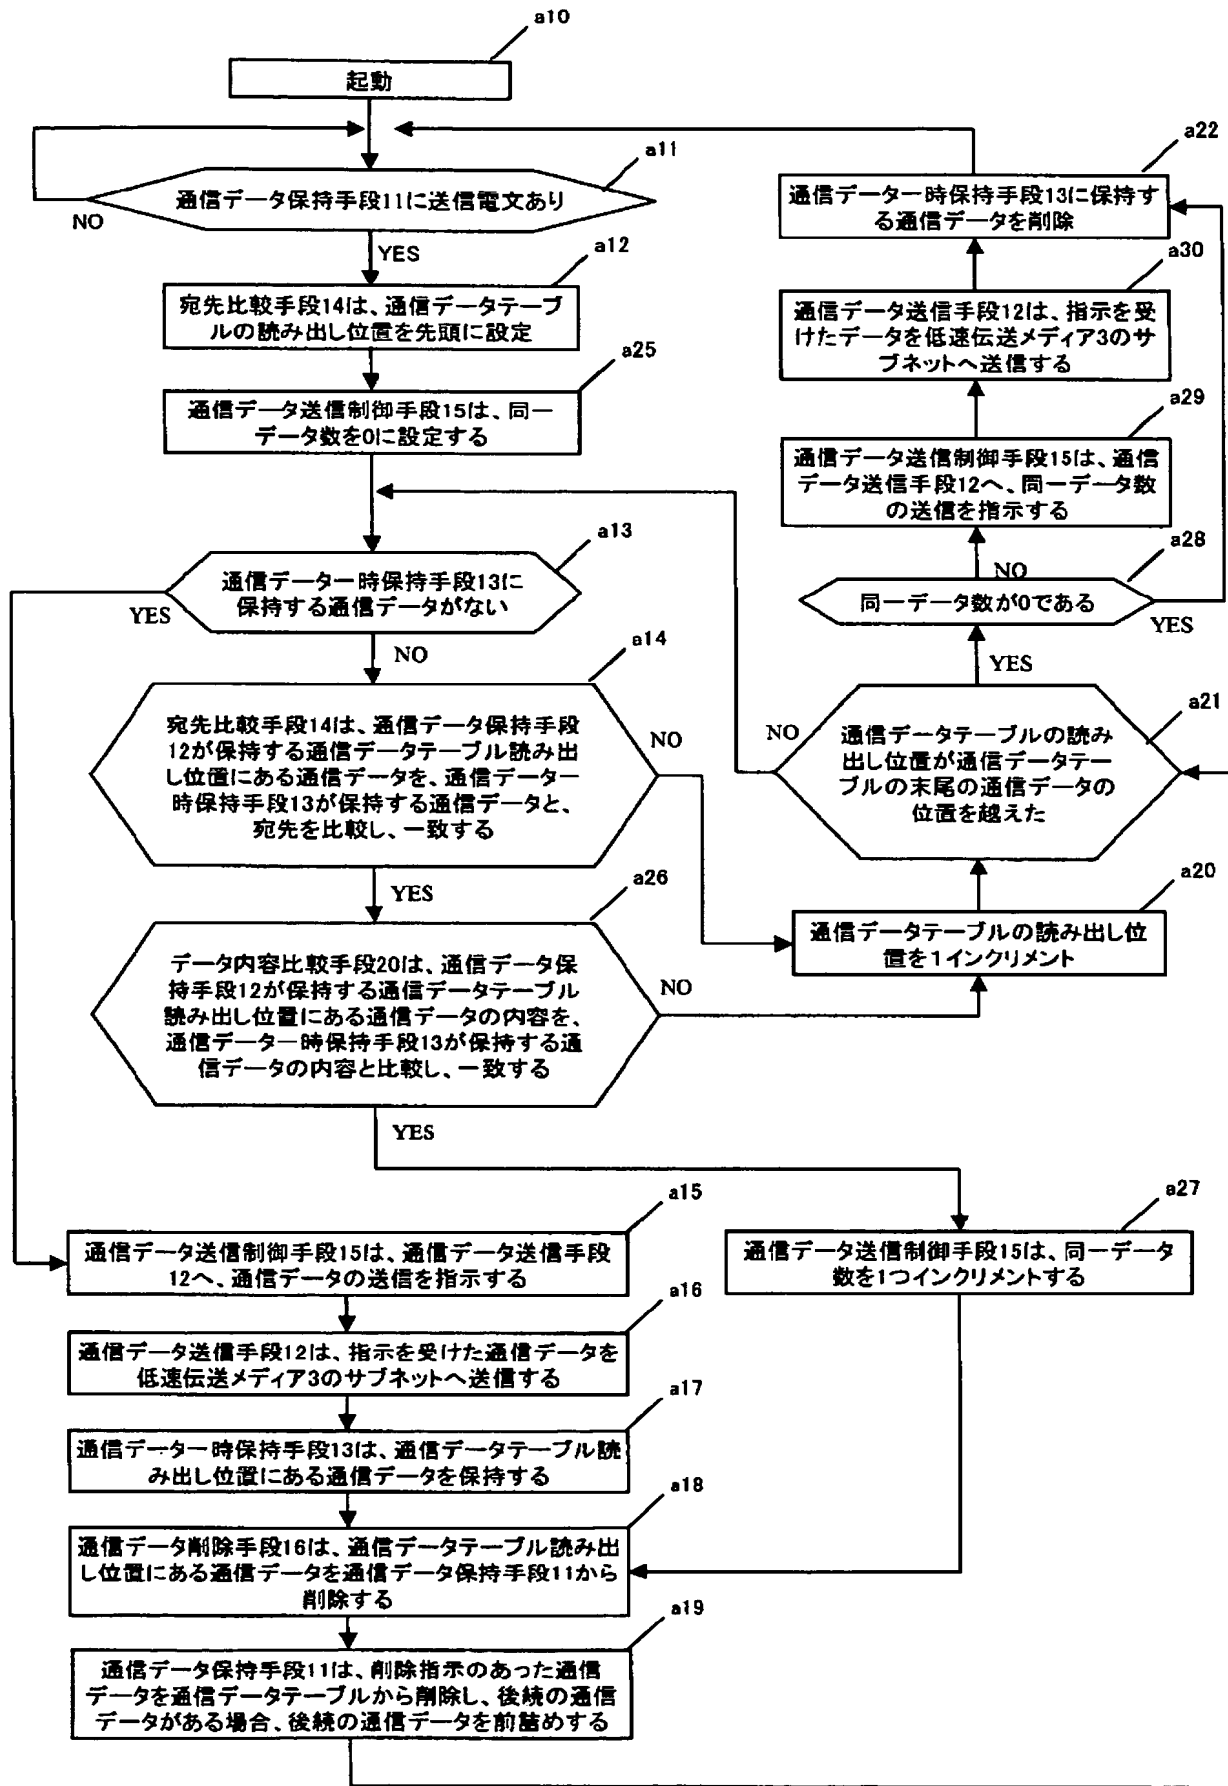 a10
起動
a11
通信データ保持手段11に送信電文あり
NO
YES
a12
宛先比較手段14は、通信データテーブ
ルの読み出し位置を先頭に設定
a25
通信データ送信制御手段15は、同一
データ数を0に設定する
a13
通信データ一時保持手段13に
保持する通信データがない
YES
NO
a14
宛先比較手段14は、通信データ保持手段
12が保持する通信データテーブル読み出
し位置にある通信データを、通信データ一
時保持手段13が保持する通信データと、
宛先を比較し、一致する
NO
YES
a26
データ内容比較手段20は、通信データ保
持手段12が保持する通信データテーブル
読み出し位置にある通信データの内容を、
通信データ一時保持手段13が保持する通
信データの内容と比較し、一致する
NO
YES
a15
通信データ送信制御手段15は、通信データ送信手段
12へ、通信データの送信を指示する
a16
通信データ送信手段12は、指示を受けた通信データを
低速伝送メディア3のサブネットへ送信する
a17
通信データ一時保持手段13は、通信データテーブル読
み出し位置にある通信データを保持する
a18
通信データ削除手段16は、通信データテーブル読み出
し位置にある通信データを通信データ保持手段11から
削除する
a19
通信データ保持手段11は、削除指示のあった通信
データを通信データテーブルから削除し、後続の通信
データがある場合、後続の通信データを前詰めする
a22
通信データ一時保持手段13に保持す
る通信データを削除
a30
通信データ送信手段12は、指示を受
けたデータを低速伝送メディア3のサ
ブネットへ送信する
a29
通信データ送信制御手段15は、通信
データ送信手段12へ、同一データ数
の送信を指示する
a28
NO
同一データ数が0である
YES
YES
a21
NO
通信データテーブルの読み
出し位置が通信データテー
ブルの末尾の通信データの
位置を越えた
a20
通信データテーブルの読み出し位
置を1インクリメント
a27
通信データ送信制御手段15は、同一データ
数を1つインクリメントする